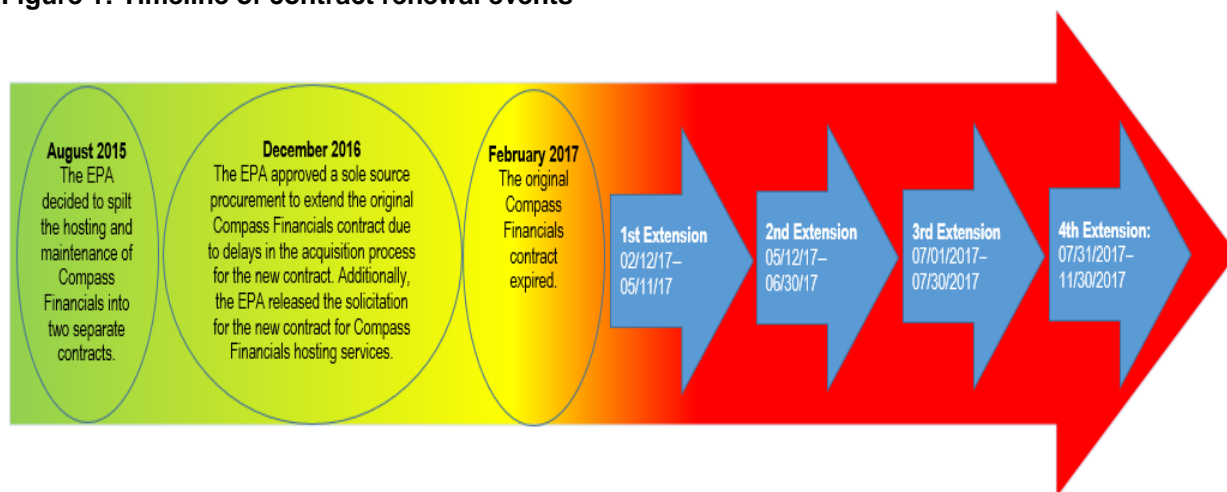 Figure 1: Timeline of contract renewal events
August 2015
The EPA
decided to spilt
the hosting and
maintenance of
Compass
Financials into
two separate
contracts.
December 2016
The EPA approved a sole source
procurement to extend the original
Compass Financials contract due
to delays in the acquisition process
for the new contract. Additionally,
the EPA released the solicitation
for the new contract for Compass
Financials hosting services.
February 2017
The original
Compass
Financials
contract
expired.
1st Extension
02/12/17–
05/11/17
2nd Extension
05/12/17–
06/30/17
3rd Extension
07/01/2017–
07/30/2017
4th Extension:
07/31/2017–
11/30/2017